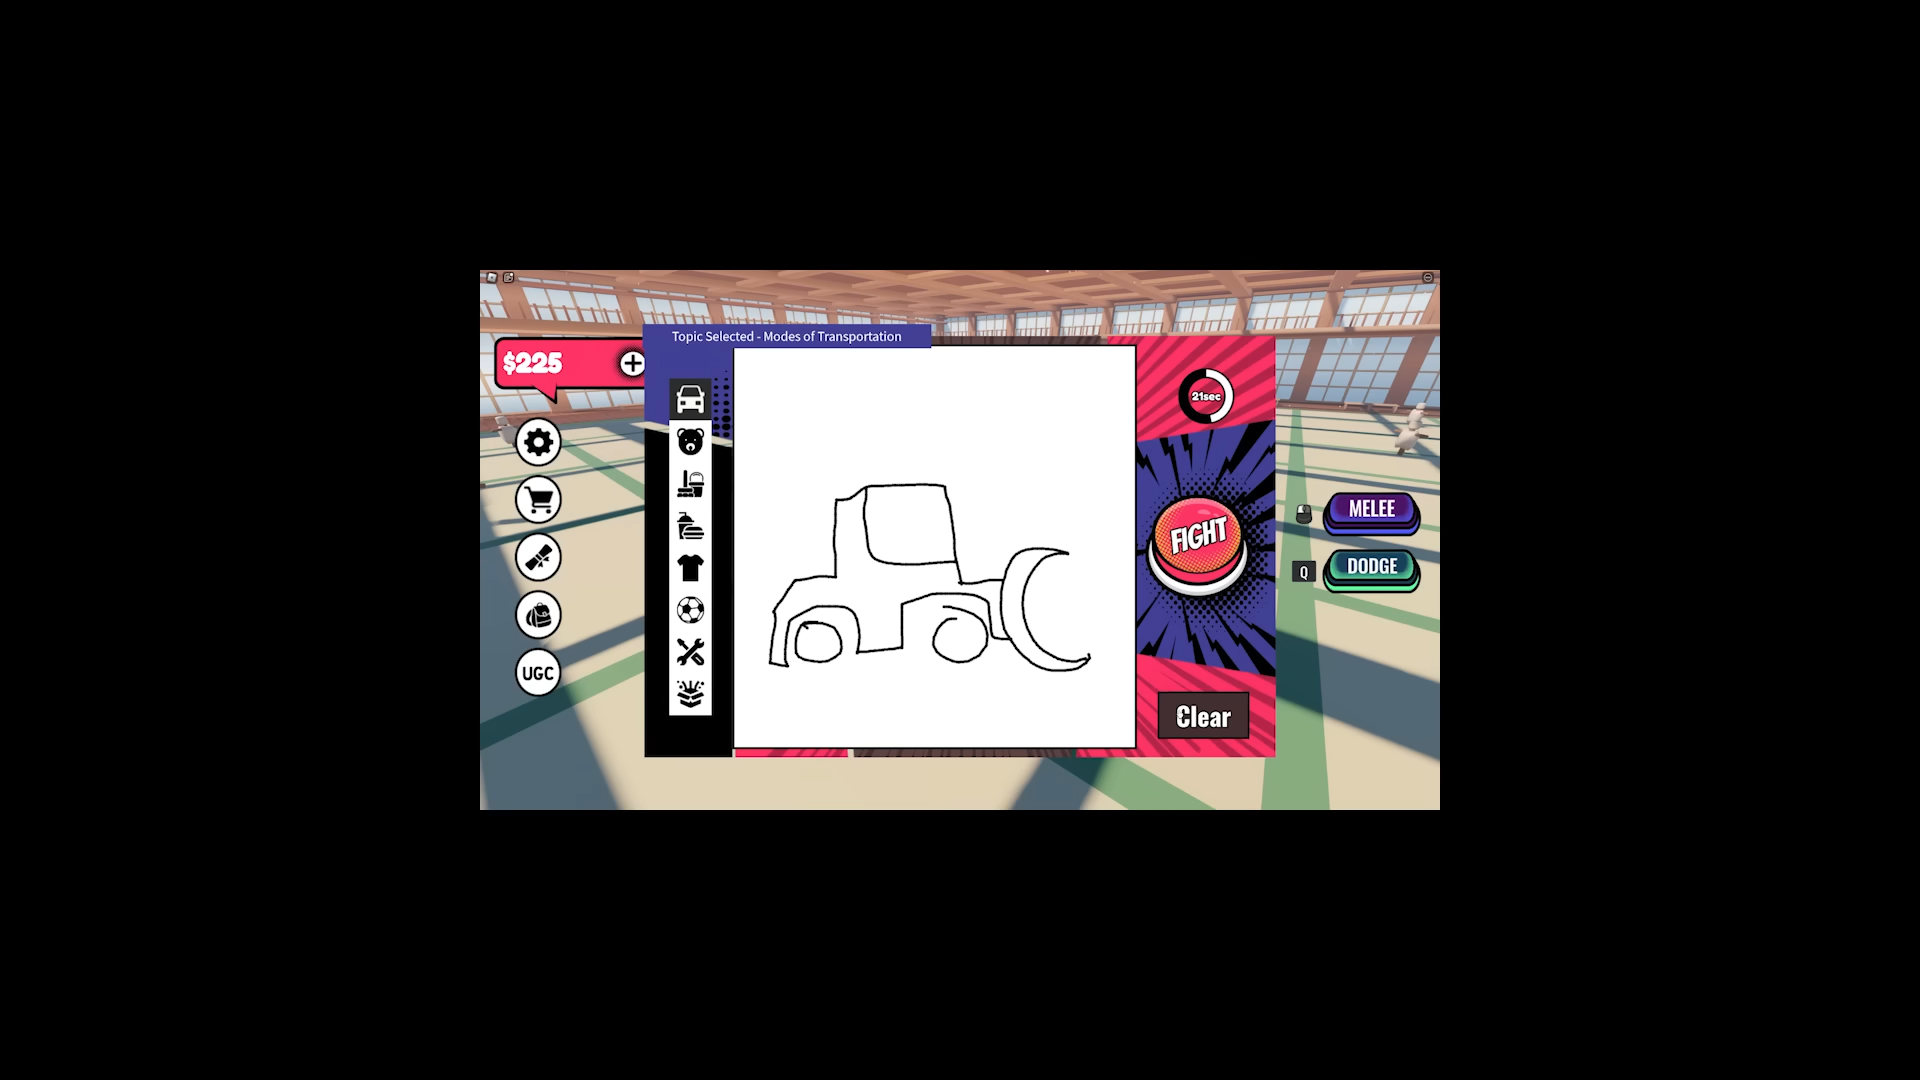 Topic Selected - Modes of Transportation
$225
21sec
MELEE
FIGHT
Q
DODGE
UGC
Clear